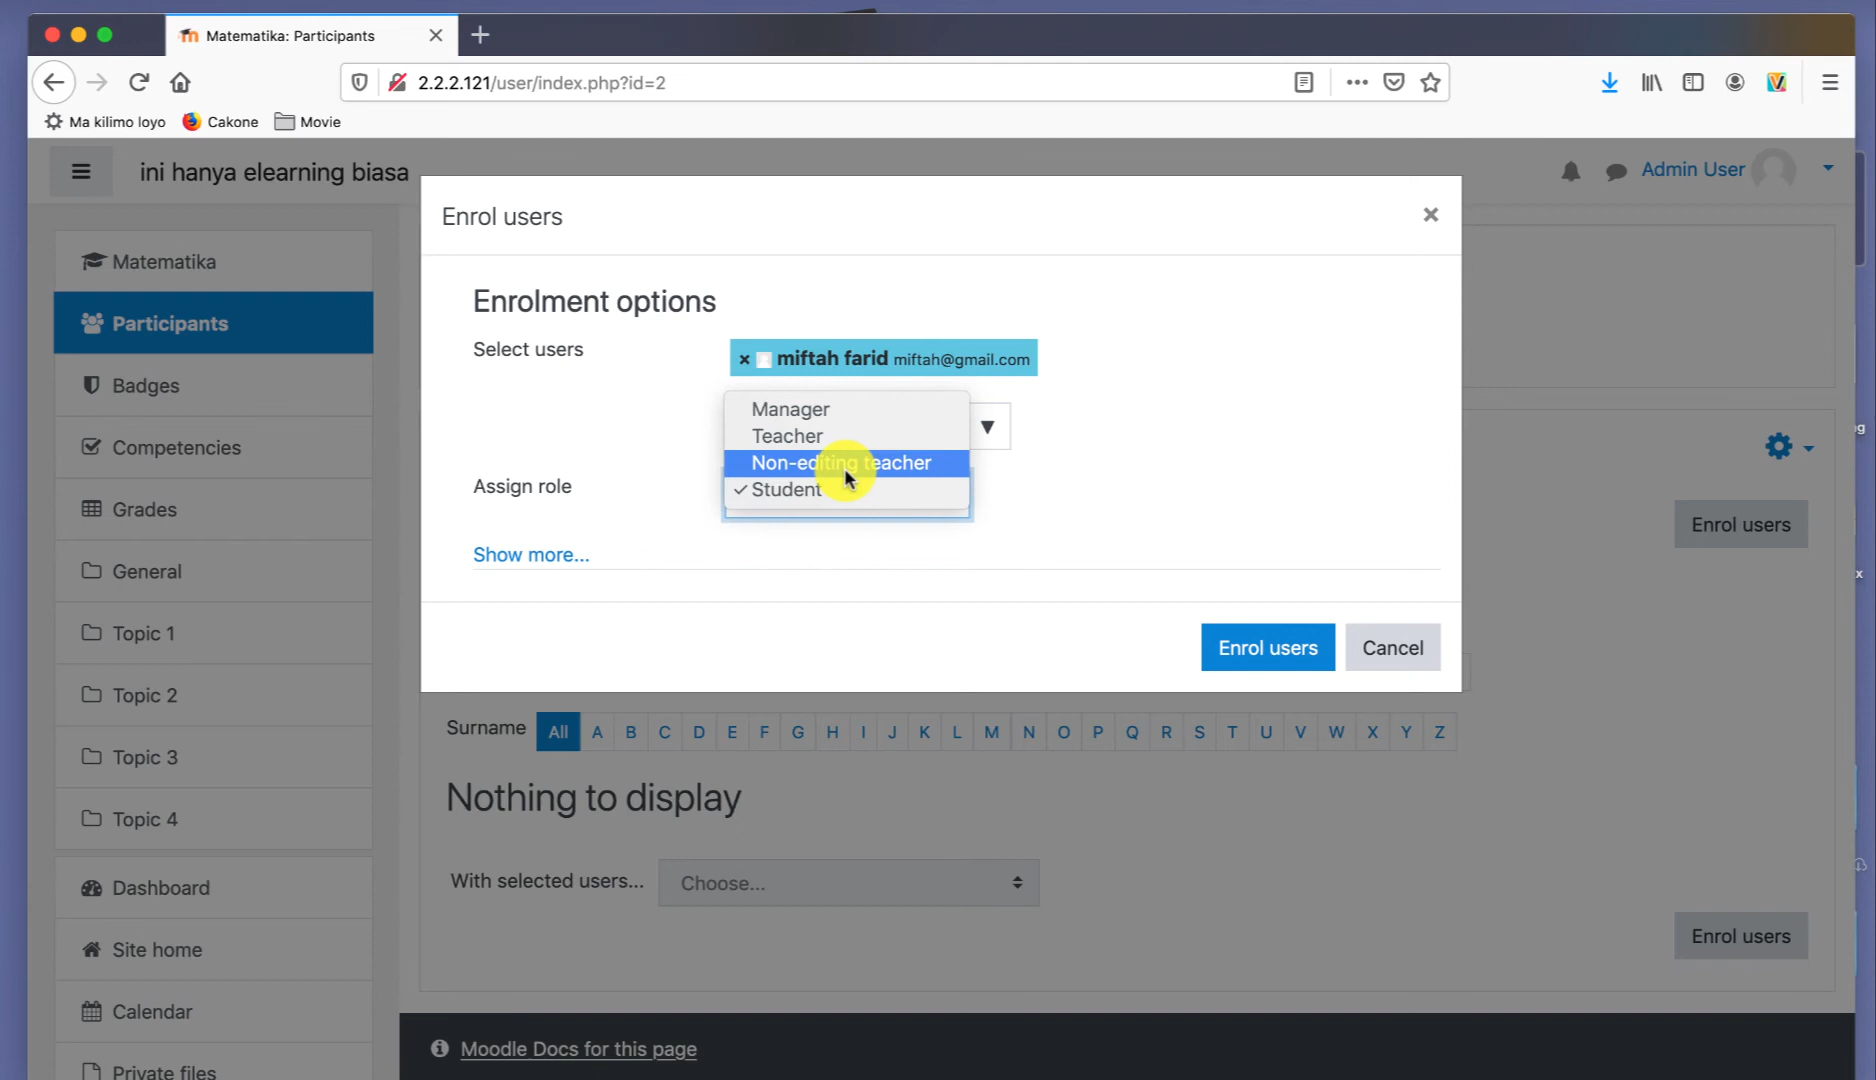 Matematika: Participants
2.2.2.121/user/index.php?id=2
Ma kilimo loyo
Cakone
Movie
ini hanya elearning biasa
Admin User
Matematika
Participants
Badges
Competencies
Grades
General
Topic 1
Topic 2
Topic 3
Topic 4
Dashboard
Site home
Calendar
Private files
Enrol users
Enrolment options
Select users
× miftah farid miftah@gmail.com
Manager
Teacher
Non-editing teacher
Assign role
✓ Student
Show more...
Enrol users
Cancel
Enrol users
Surname All A B C D E F G H I J K L M N O P Q R S T U V W X Y Z
Nothing to display
With selected users... Choose...
Enrol users
Moodle Docs for this page